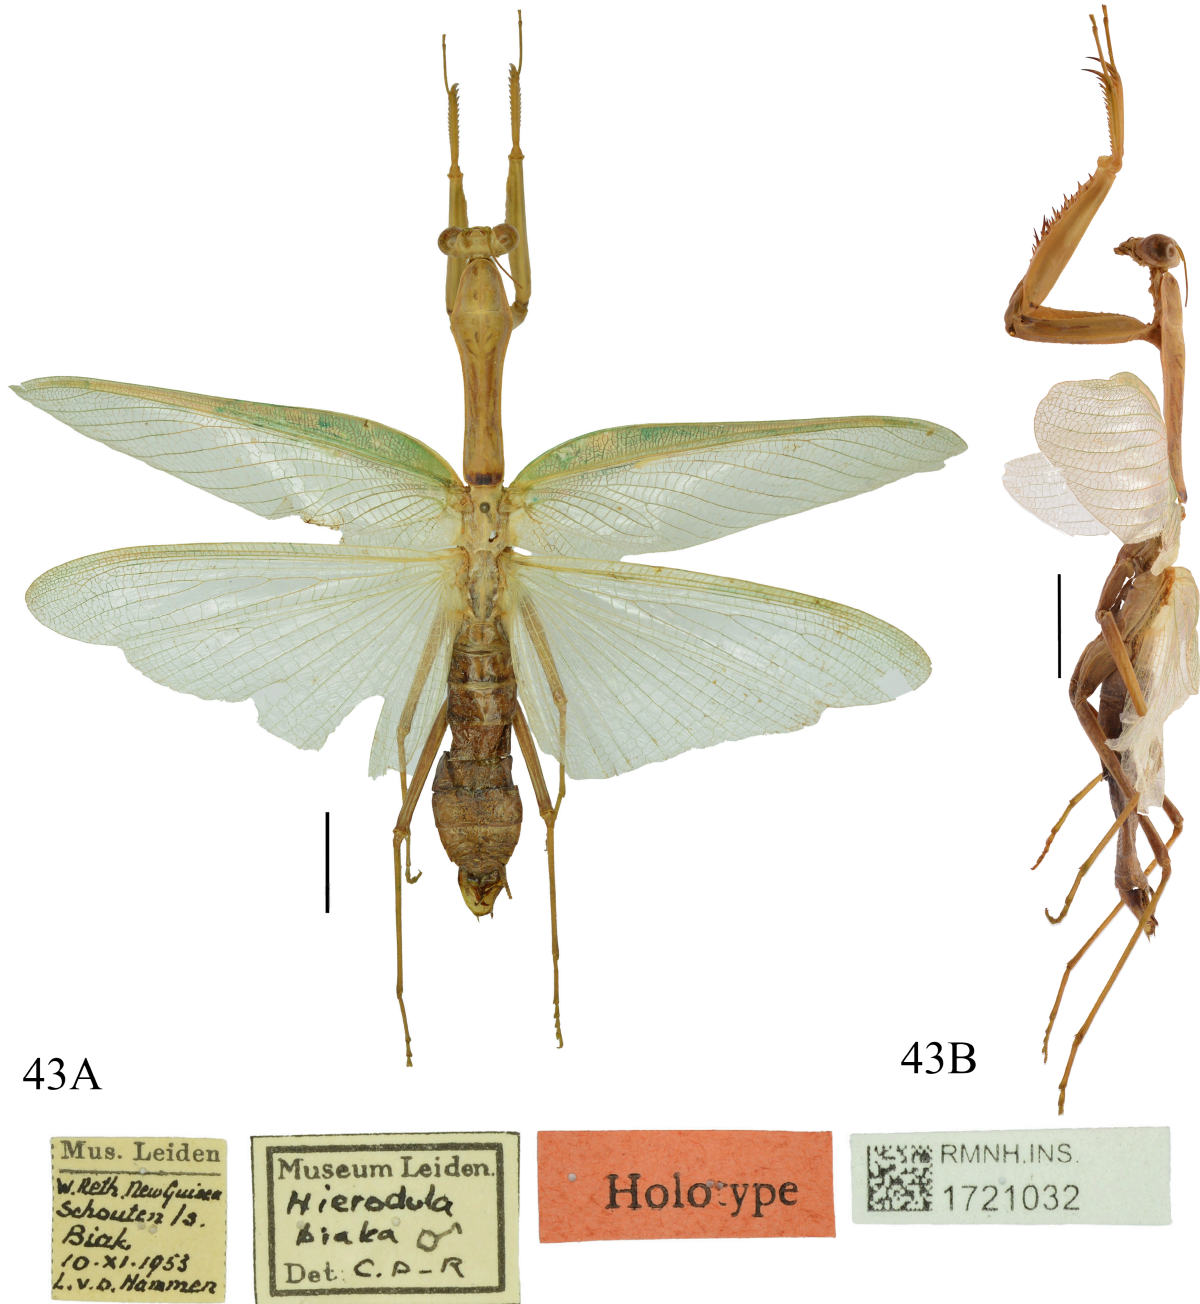 43A
43B
Mus. Leiden
W. Neth. New Guinea
Schouten Is.
Biak
10-XI-1953
L.v.D. Hammen
Museum Leiden.
Hierodula
biaka ♂
Det: C.D-R
Holotype
RMNH.INS.
1721032